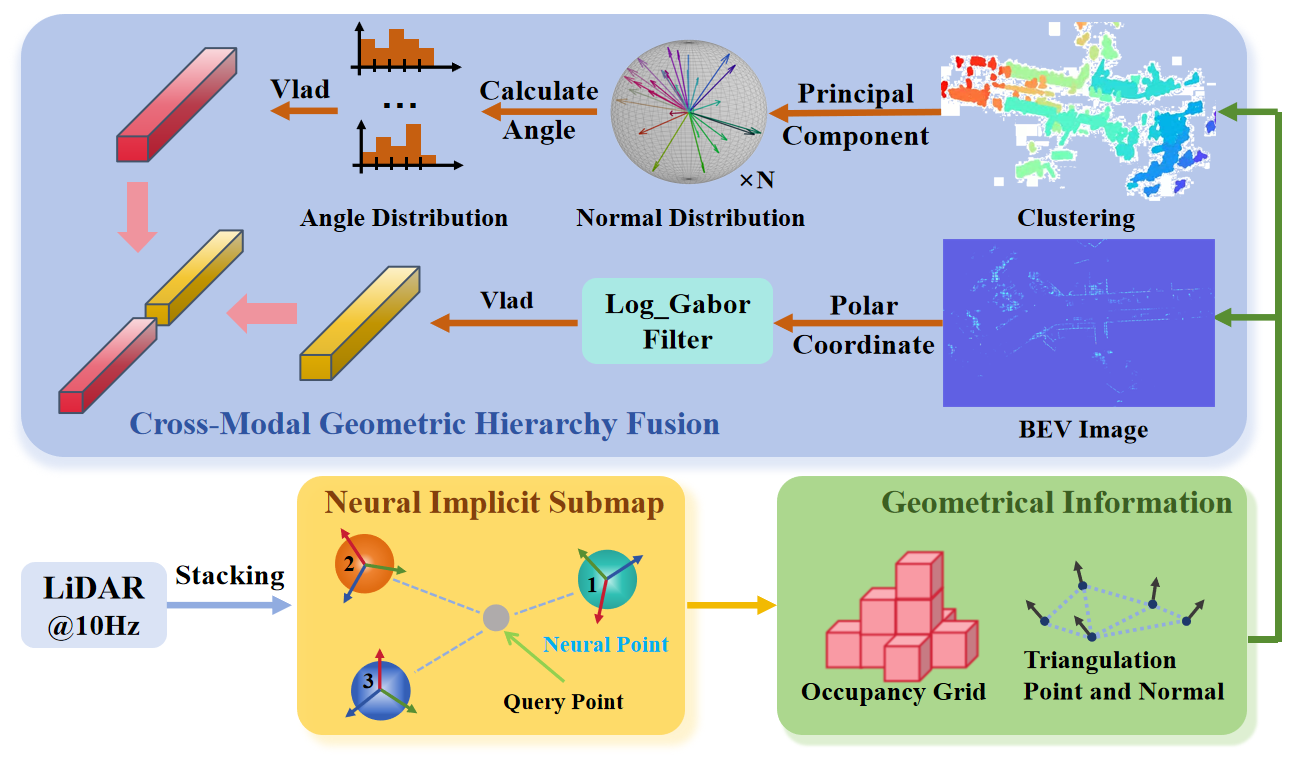 Vlad
Calculate
Angle
Principal
Component
...
×N
Angle Distribution
Normal Distribution
Clustering
Vlad
Log_Gabor
Filter
Polar
Coordinate
Cross-Modal Geometric Hierarchy Fusion
BEV Image
Neural Implicit Submap
Geometrical Information
LiDAR
@10Hz
Stacking
2
1
3
Neural Point
Query Point
Occupancy Grid
Triangulation
Point and Normal